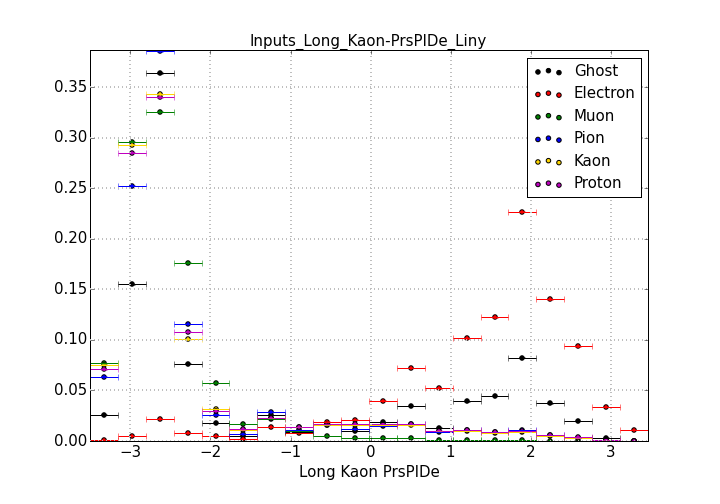 Inputs_Long_Kaon-PrsPIDe_Liny
Ghost
Electron
Muon
Pion
Kaon
Proton
0.35
0.30
0.25
0.20
0.15
0.10
0.05
0.00
−3 −2 −1 0 1 2 3
Long Kaon PrsPIDe